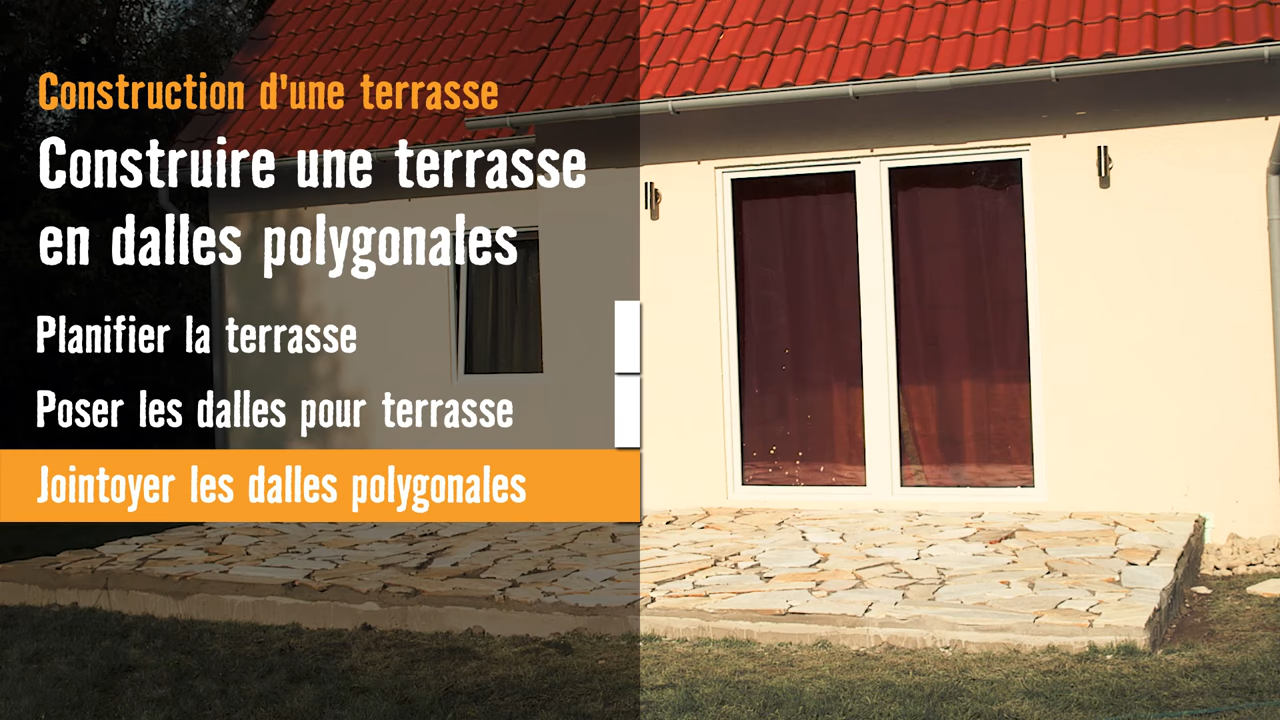 Construction d'une terrasse
Construire une terrasse
en dalles polygonales
Planifier la terrasse
Poser les dalles pour terrasse
Jointoyer les dalles polygonales